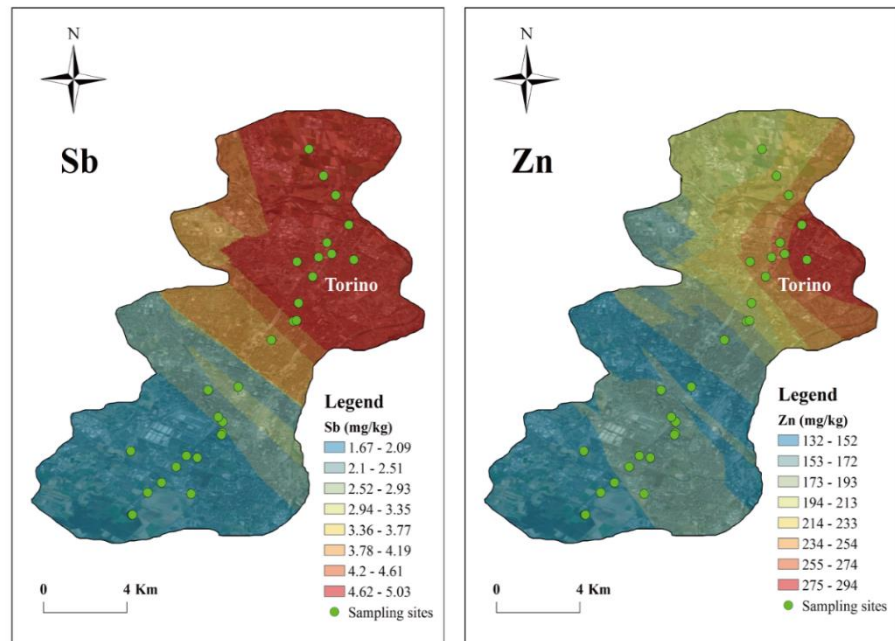 N
Sb
Torino
Legend
Sb (mg/kg)
1.67 - 2.09
2.1 - 2.51
2.52 - 2.93
2.94 - 3.35
3.36 - 3.77
3.78 - 4.19
4.2 - 4.61
4.62 - 5.03
Sampling sites
0 4 Km
N
Zn
Torino
Legend
Zn (mg/kg)
132 - 152
153 - 172
173 - 193
194 - 213
214 - 233
234 - 254
255 - 274
275 - 294
Sampling sites
0 4 Km